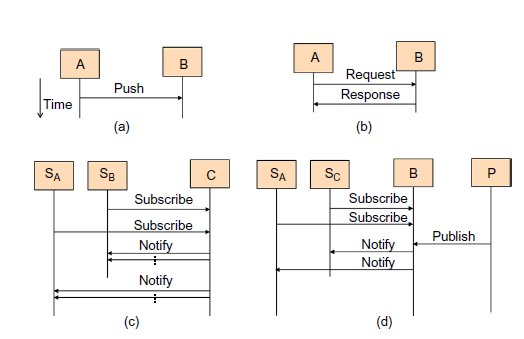 A
B
Push
Time
(a)
A
B
Request
Response
(b)
SA
SB
C
Subscribe
Subscribe
Notify
Notify
(c)
SA
SC
B
P
Subscribe
Subscribe
Publish
Notify
Notify
(d)